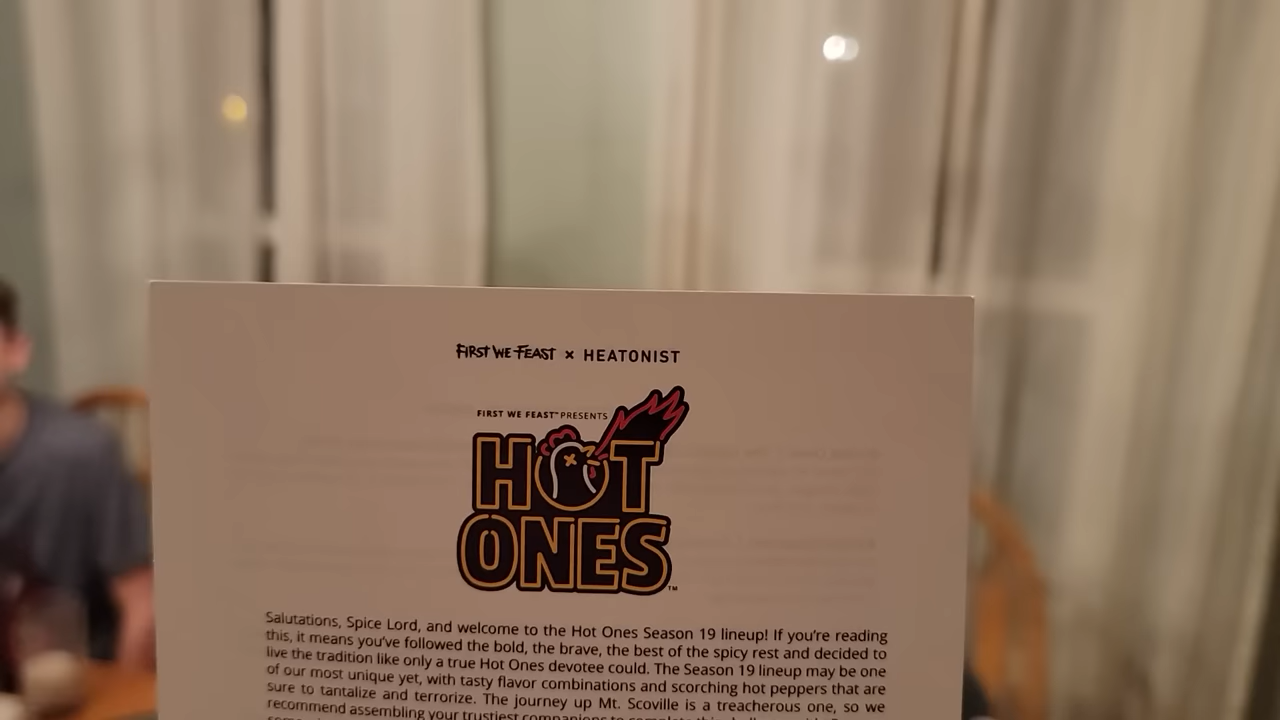 FIRST WE FEAST × HEATONIST
FIRST WE FEAST™ PRESENTS
HOT
ONES™
Salutations, Spice Lord, and welcome to the Hot Ones Season 19 lineup! If you're reading
this, it means you've followed the bold, the brave, the best of the spicy rest and decided to
live the tradition like only a true Hot Ones devotee could. The Season 19 lineup may be one
of our most unique yet, with tasty flavor combinations and scorching hot peppers that are
sure to tantalize and terrorize. The journey up Mt. Scoville is a treacherous one, so we
recommend assembling your trustiest companions to complete this